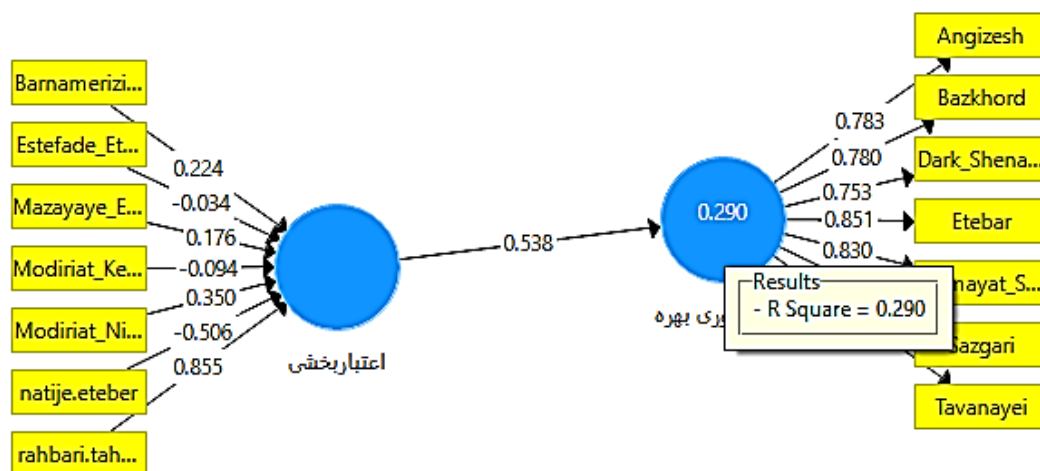 Barnamerizi...
Estefade_Et...
Mazayaye_E...
Modiriat_Ke...
Modiriat_Ni...
natije.eteber
rahbari.tah...
0.224
-0.034
0.176
-0.094
0.350
-0.506
0.855
اعتباربخشی
0.538
0.290
بهره
Results
- R Square = 0.290
0.783
0.780
0.753
0.851
0.830
Angizesh
Bazkhord
Dark_Shena...
Etebar
mayat_S...
Sazgari
Tavanayei